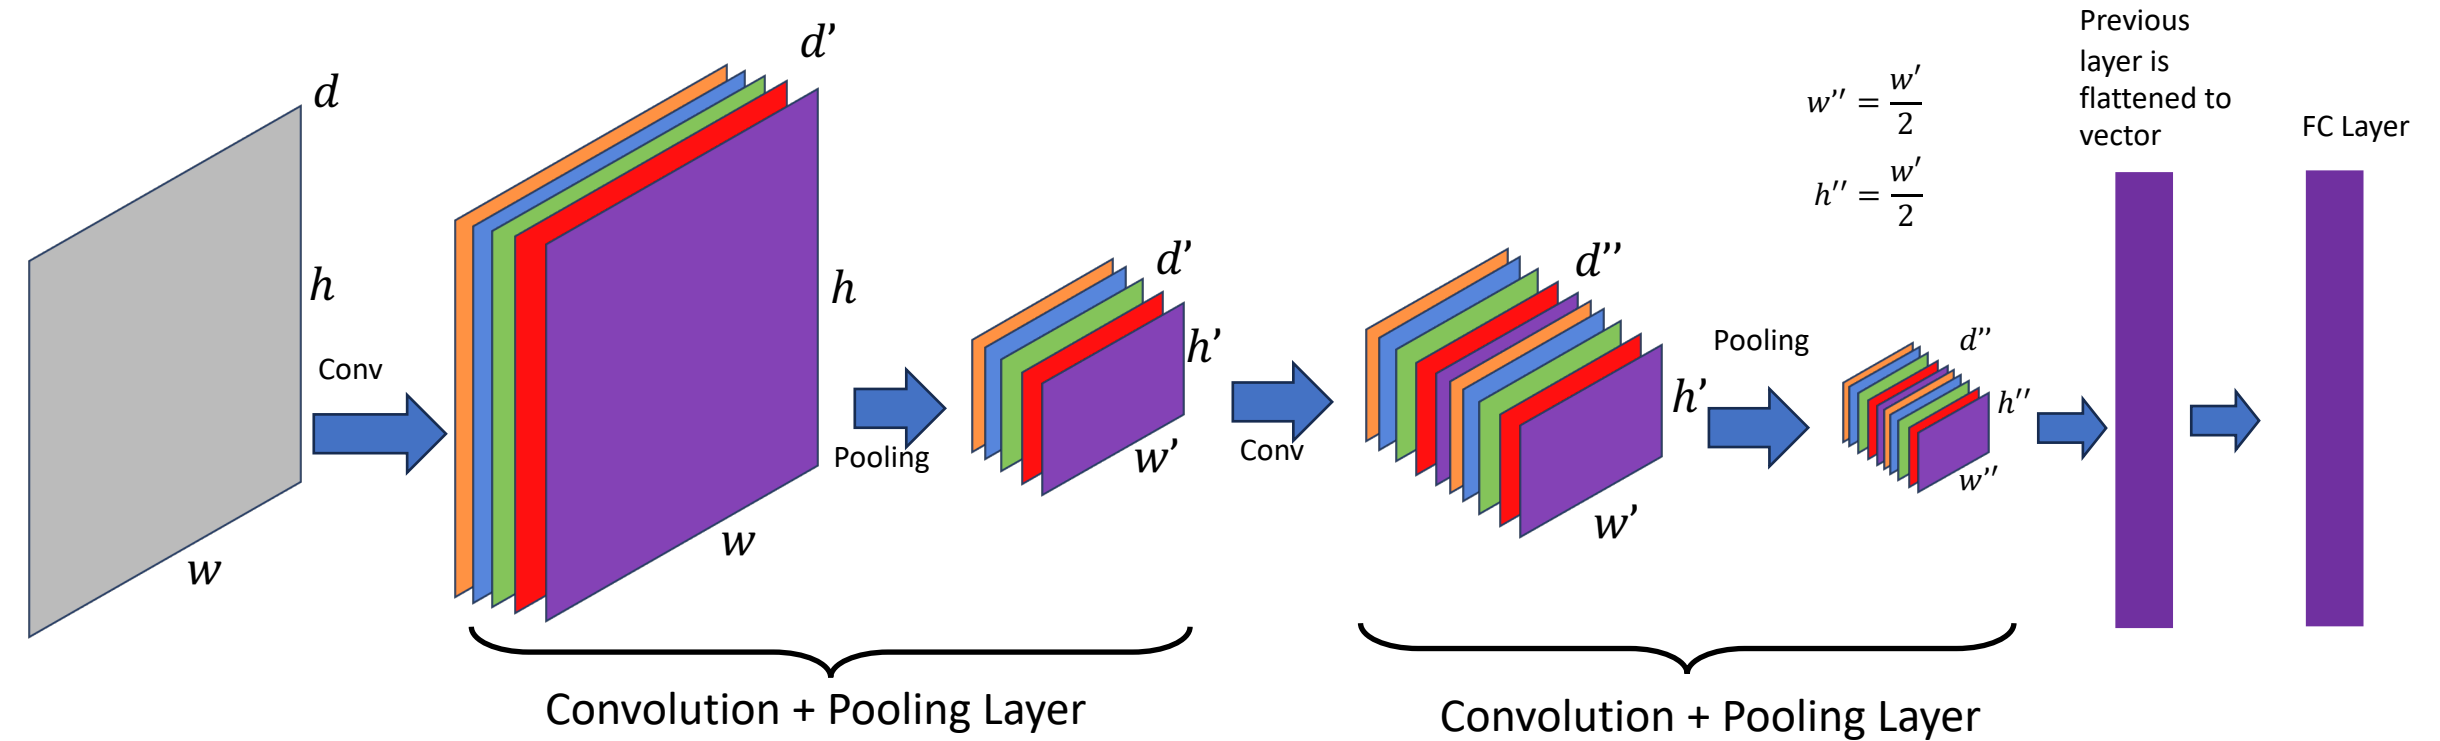 d
h
w
Conv
d’
h
w
Pooling
d’
h’
w’
Conv
d’’
h’
w’
Pooling
w’’ = w′/2
h′′ = w′/2
d’’
h′′
w′′
Previous
layer is
flattened to
vector
FC Layer
Convolution + Pooling Layer
Convolution + Pooling Layer